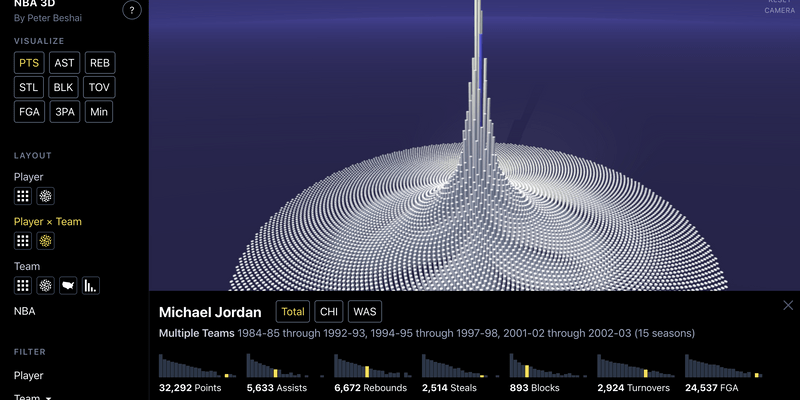 NBA 3D
By Peter Beshai
?
RESET
CAMERA
VISUALIZE
PTS AST REB
STL BLK TOV
FGA 3PA Min
LAYOUT
Player
Player × Team
Team
NBA
FILTER
Player
Team
Michael Jordan Total CHI WAS
Multiple Teams 1984-85 through 1992-93, 1994-95 through 1997-98, 2001-02 through 2002-03 (15 seasons)
32,292 Points 5,633 Assists 6,672 Rebounds 2,514 Steals 893 Blocks 2,924 Turnovers 24,537 FGA